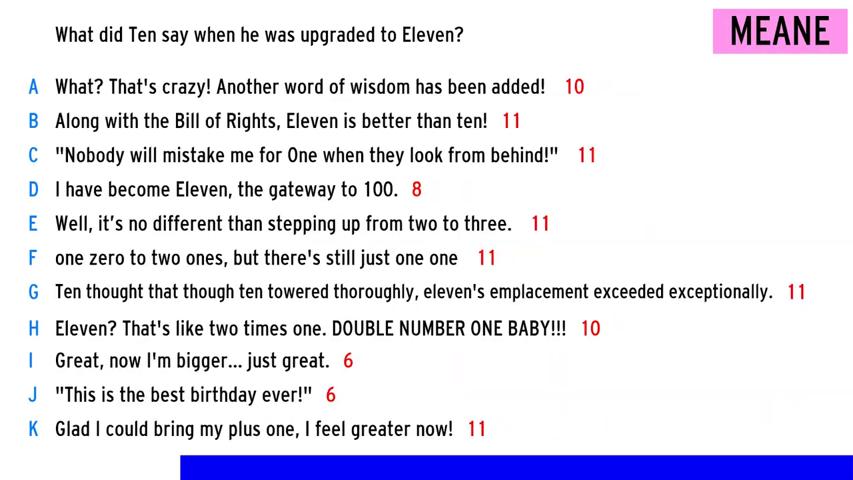 What did Ten say when he was upgraded to Eleven?
MEANE
A What? That's crazy! Another word of wisdom has been added! 10
B Along with the Bill of Rights, Eleven is better than ten! 11
C "Nobody will mistake me for One when they look from behind!" 11
D I have become Eleven, the gateway to 100. 8
E Well, it’s no different than stepping up from two to three. 11
F one zero to two ones, but there's still just one one 11
G Ten thought that though ten towered thoroughly, eleven's emplacement exceeded exceptionally. 11
H Eleven? That's like two times one. DOUBLE NUMBER ONE BABY!!! 10
I Great, now I'm bigger... just great. 6
J "This is the best birthday ever!" 6
K Glad I could bring my plus one, I feel greater now! 11